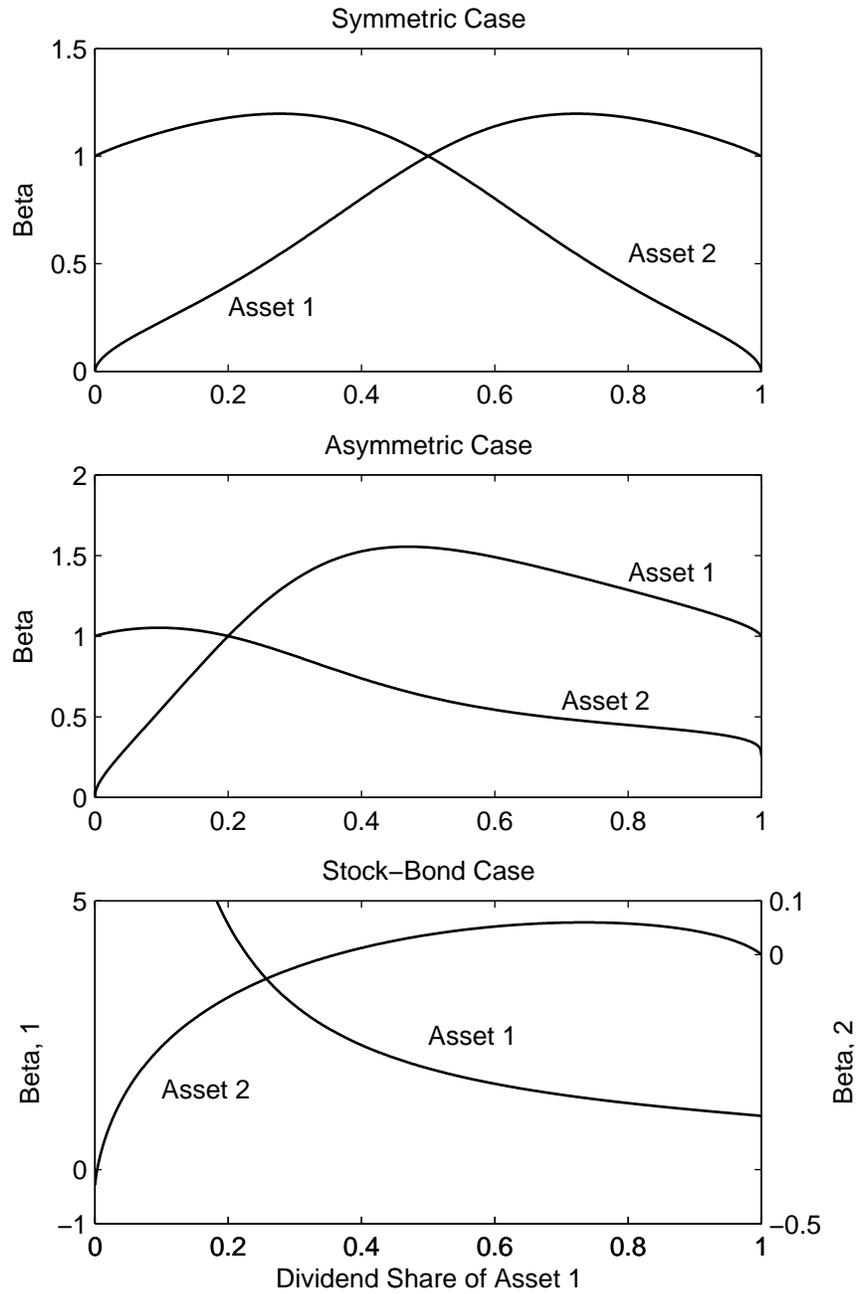 Symmetric Case
1.5
1
0.5
0
Beta
Asset 1
Asset 2
0 0.2 0.4 0.6 0.8 1
Asymmetric Case
2
1.5
1
0.5
0
Beta
Asset 1
Asset 2
0 0.2 0.4 0.6 0.8 1
Stock–Bond Case
5
0
−1
Beta, 1
Asset 1
Asset 2
0.1
0
−0.5
Beta, 2
0 0.2 0.4 0.6 0.8 1
Dividend Share of Asset 1